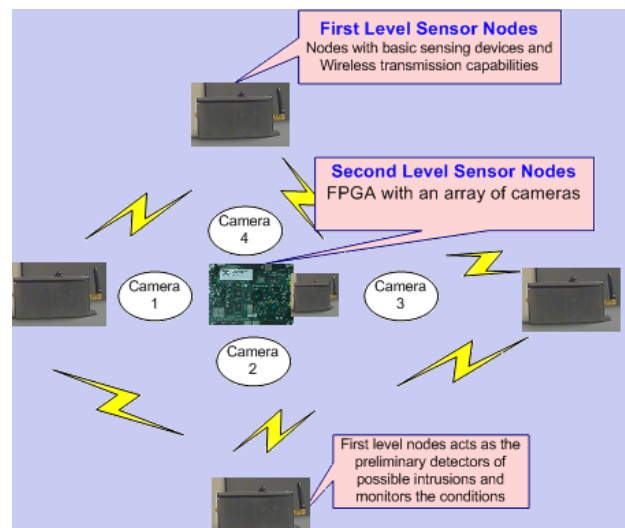 First Level Sensor Nodes
Nodes with basic sensing devices and
Wireless transmission capabilities
Second Level Sensor Nodes
FPGA with an array of cameras
Camera
4
Camera
1
Camera
3
Camera
2
First level nodes acts as the
preliminary detectors of
possible intrusions and
monitors the conditions